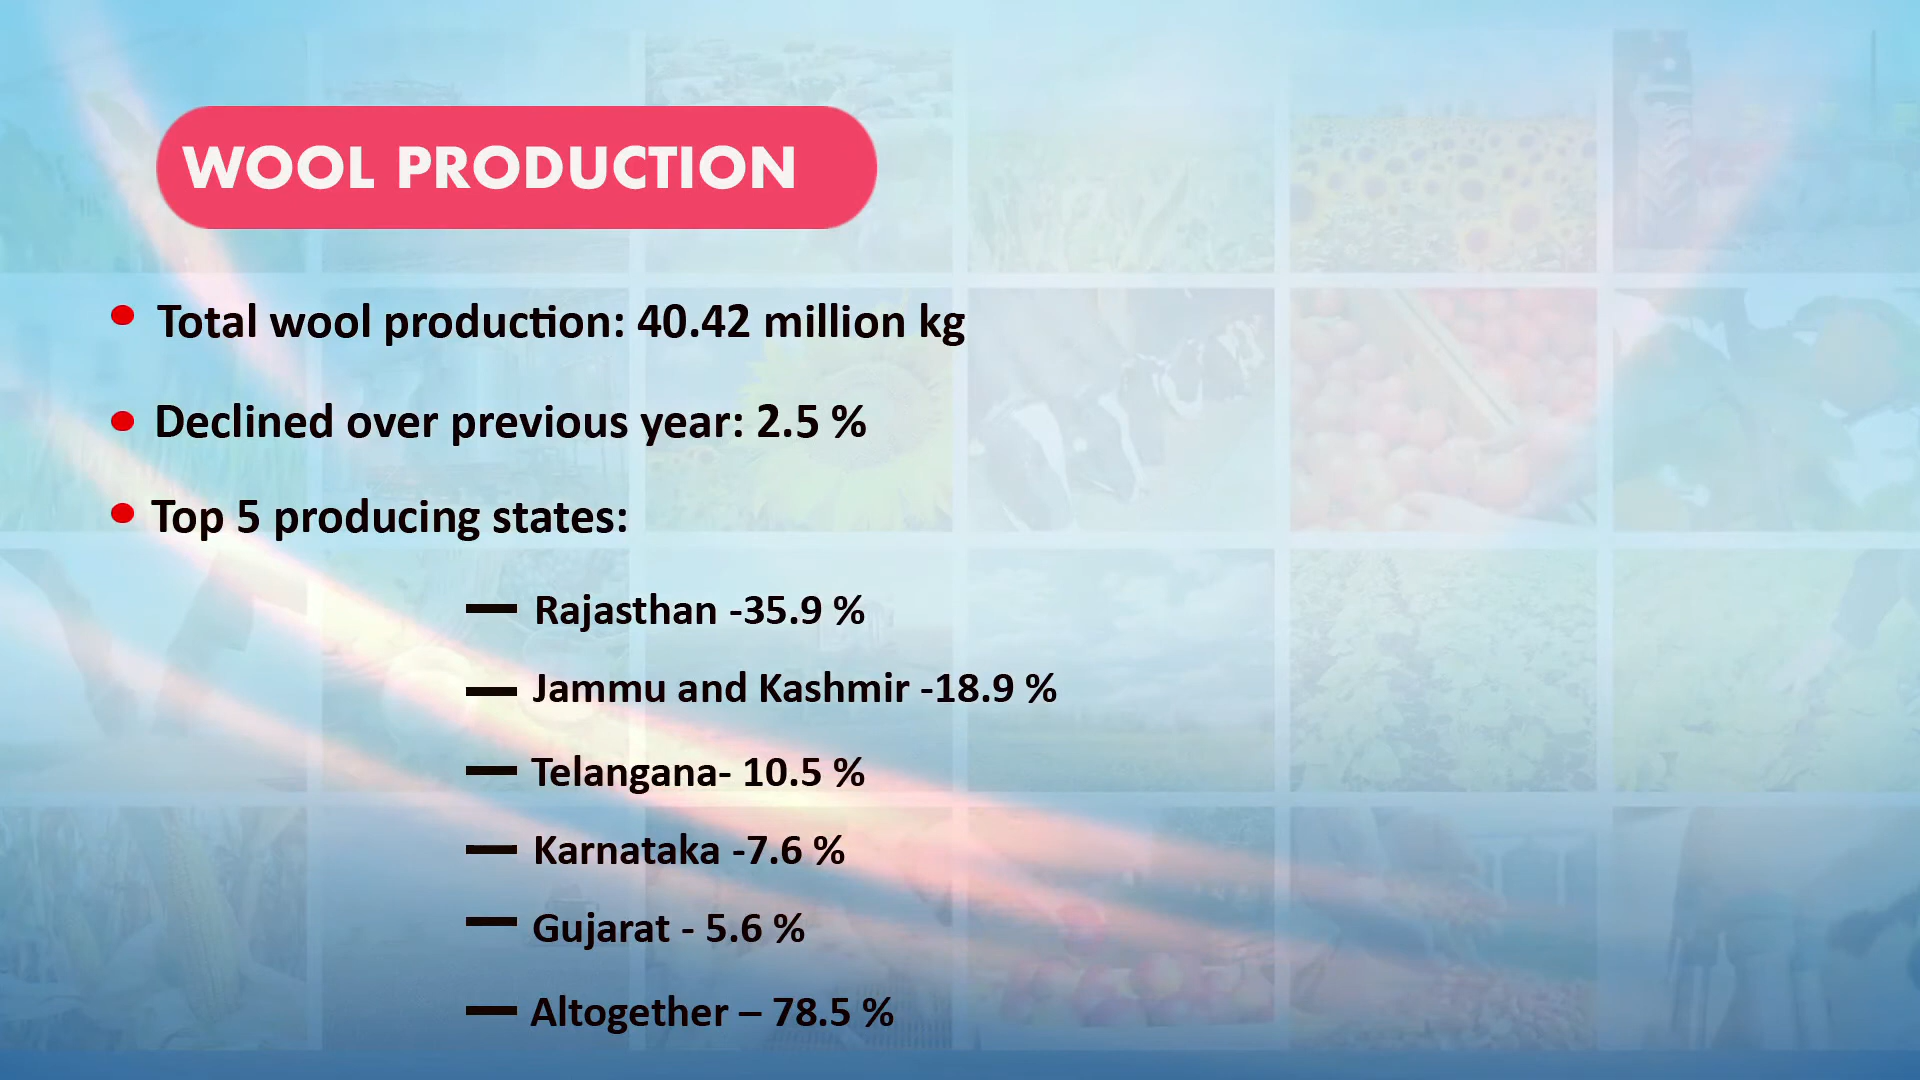 WOOL PRODUCTION
Total wool production: 40.42 million kg
Declined over previous year: 2.5 %
Top 5 producing states:
Rajasthan -35.9 %
Jammu and Kashmir -18.9 %
Telangana- 10.5 %
Karnataka -7.6 %
Gujarat - 5.6 %
Altogether – 78.5 %